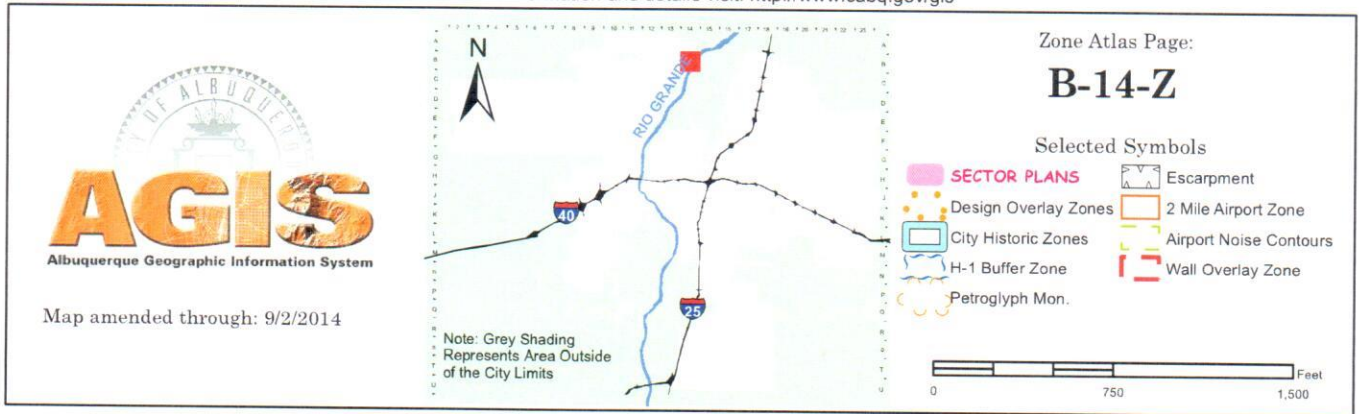 CITY OF ALBUQUERQUE
AGIS
Albuquerque Geographic Information System
Map amended through: 9/2/2014
N
RIO GRANDE
40
25
Note: Grey Shading
Represents Area Outside
of the City Limits
Zone Atlas Page:
B-14-Z
Selected Symbols
SECTOR PLANS
Escarpment
Design Overlay Zones
2 Mile Airport Zone
City Historic Zones
Airport Noise Contours
H-1 Buffer Zone
Wall Overlay Zone
Petroglyph Mon.
Feet
0
750
1,500